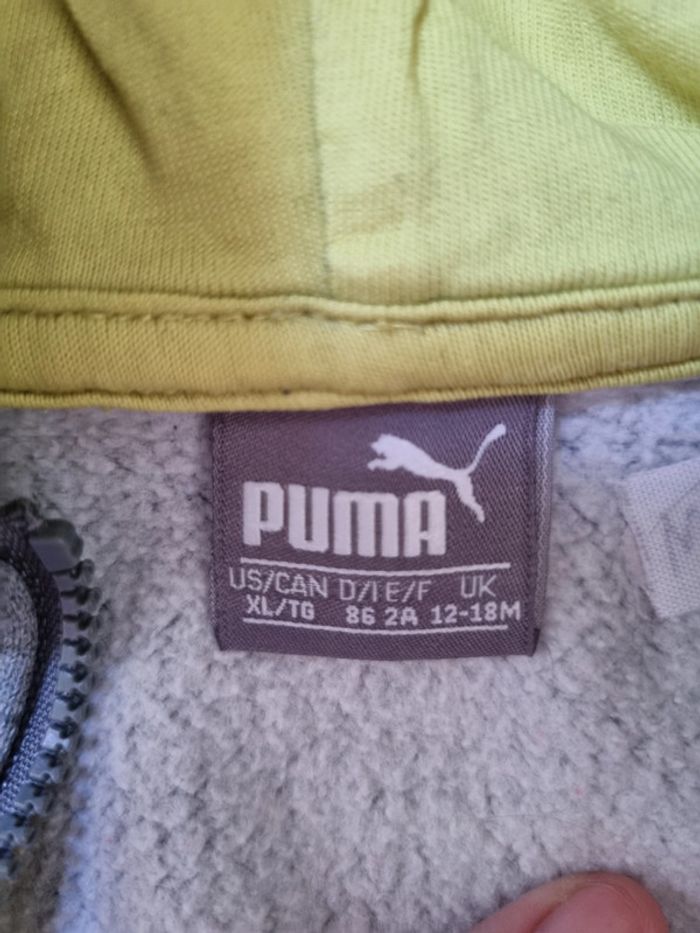 PUMA
US/CAN D/I E/F UK
XL/TG 86 2A 12-18M